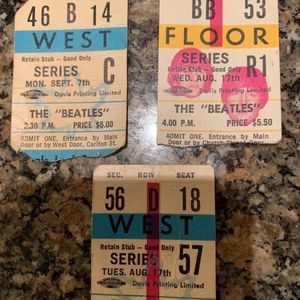 46 B 14
WEST
Retain Stub — Good Only
SERIES
MON. SEPT. 7th
C
Davis Printing Limited
THE "BEATLES"
2.30 P.M. PRICE $5.00
ADMIT ONE. Entrance by Main
Door or by West Door, Carlton St.
BB 53
FLOOR
Retain Stub — Good Only
SERIES
WED. AUG. 17th
R1
Davis Printing Limited
THE "BEATLES"
PRICE $5.50
ADMIT ONE. Entrance by Main
Door or by Church Street
SEC. ROW SEAT
56 D 18
WEST
Retain Stub — Good Only
SERIES
TUES. AUG. 17th
57
Davis Printing Limited